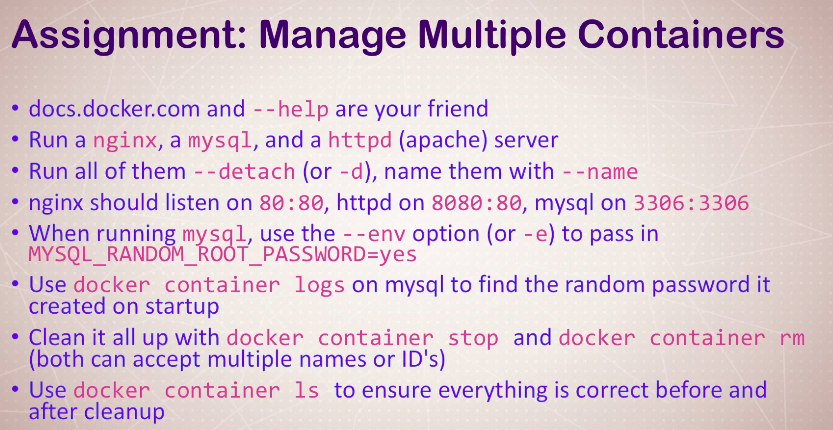 Assignment: Manage Multiple Containers
• docs.docker.com and --help are your friend
• Run a nginx, a mysql, and a httpd (apache) server
• Run all of them --detach (or -d), name them with --name
• nginx should listen on 80:80, httpd on 8080:80, mysql on 3306:3306
• When running mysql, use the --env option (or -e) to pass in
MYSQL_RANDOM_ROOT_PASSWORD=yes
• Use docker container logs on mysql to find the random password it
created on startup
• Clean it all up with docker container stop and docker container rm
(both can accept multiple names or ID's)
• Use docker container ls to ensure everything is correct before and
after cleanup